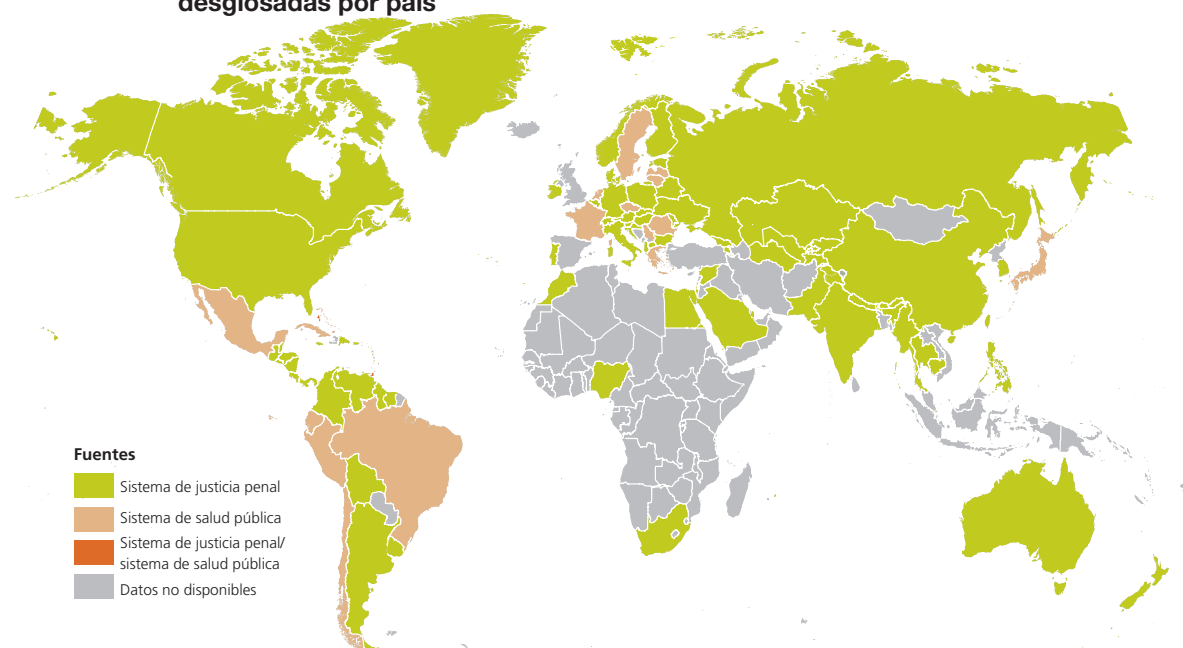 desglosadas por país
Fuentes
Sistema de justicia penal
Sistema de salud pública
Sistema de justicia penal/
sistema de salud pública
Datos no disponibles